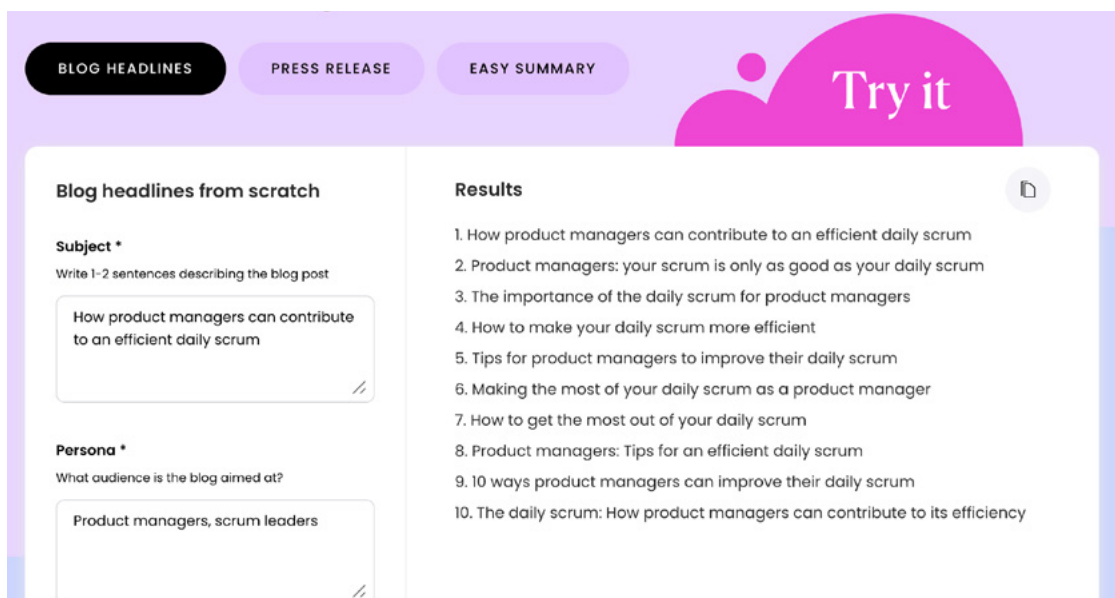 BLOG HEADLINES
PRESS RELEASE
EASY SUMMARY
Try it
Blog headlines from scratch
Subject *
Write 1-2 sentences describing the blog post
How product managers can contribute
to an efficient daily scrum
Persona *
What audience is the blog aimed at?
Product managers, scrum leaders
Results
1. How product managers can contribute to an efficient daily scrum
2. Product managers: your scrum is only as good as your daily scrum
3. The importance of the daily scrum for product managers
4. How to make your daily scrum more efficient
5. Tips for product managers to improve their daily scrum
6. Making the most of your daily scrum as a product manager
7. How to get the most out of your daily scrum
8. Product managers: Tips for an efficient daily scrum
9. 10 ways product managers can improve their daily scrum
10. The daily scrum: How product managers can contribute to its efficiency